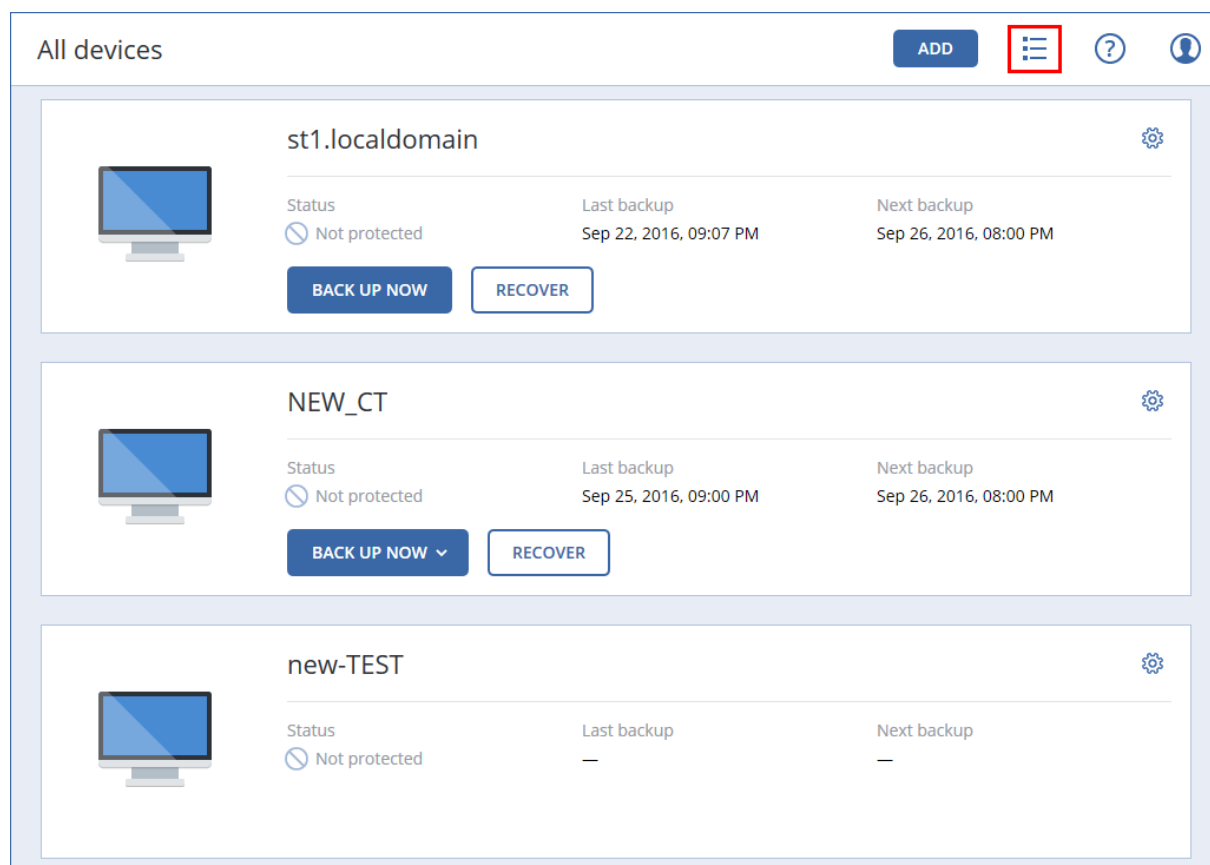 All devices ADD ?
st1.localdomain
Status Last backup Next backup
Not protected Sep 22, 2016, 09:07 PM Sep 26, 2016, 08:00 PM
BACK UP NOW RECOVER
NEW_CT
Status Last backup Next backup
Not protected Sep 25, 2016, 09:00 PM Sep 26, 2016, 08:00 PM
BACK UP NOW RECOVER
new-TEST
Status Last backup Next backup
Not protected — —